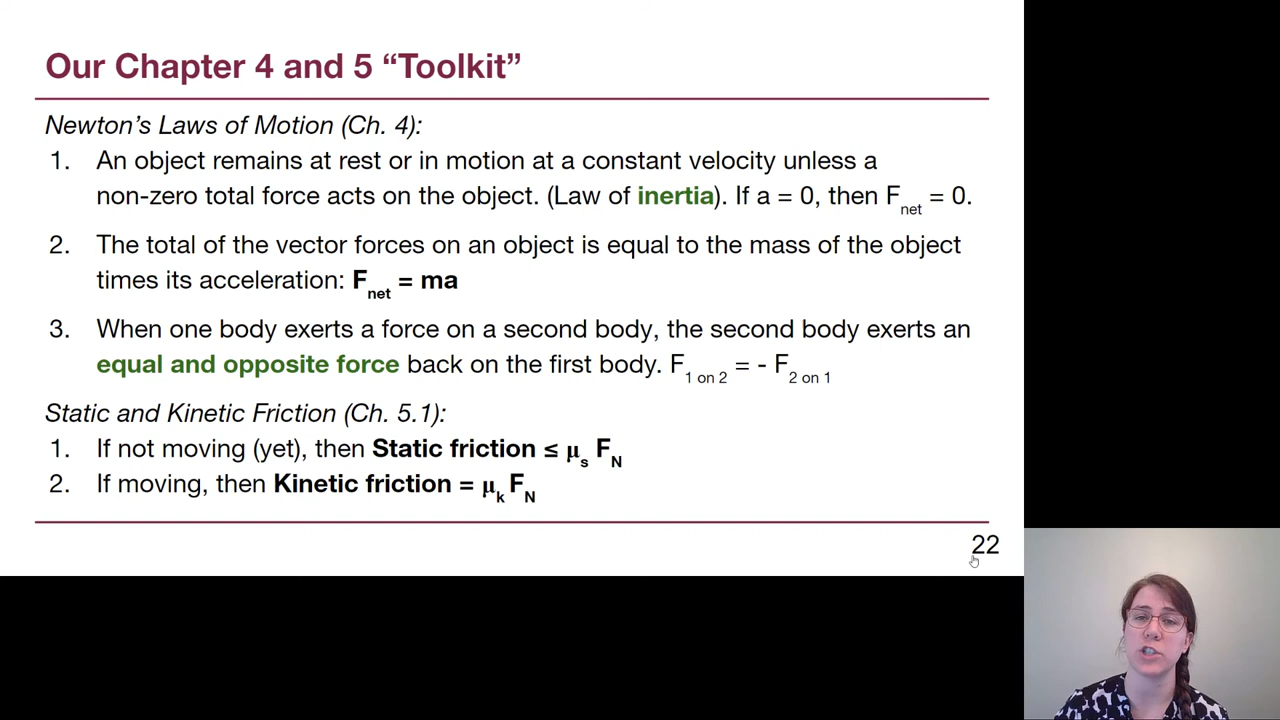 Our Chapter 4 and 5 “Toolkit”
Newton’s Laws of Motion (Ch. 4):
1. An object remains at rest or in motion at a constant velocity unless a
non-zero total force acts on the object. (Law of inertia). If a = 0, then Fnet = 0.
2. The total of the vector forces on an object is equal to the mass of the object
times its acceleration: Fnet = ma
3. When one body exerts a force on a second body, the second body exerts an
equal and opposite force back on the first body. F1 on 2 = - F2 on 1
Static and Kinetic Friction (Ch. 5.1):
1. If not moving (yet), then Static friction ≤ μs FN
2. If moving, then Kinetic friction = μk FN
22